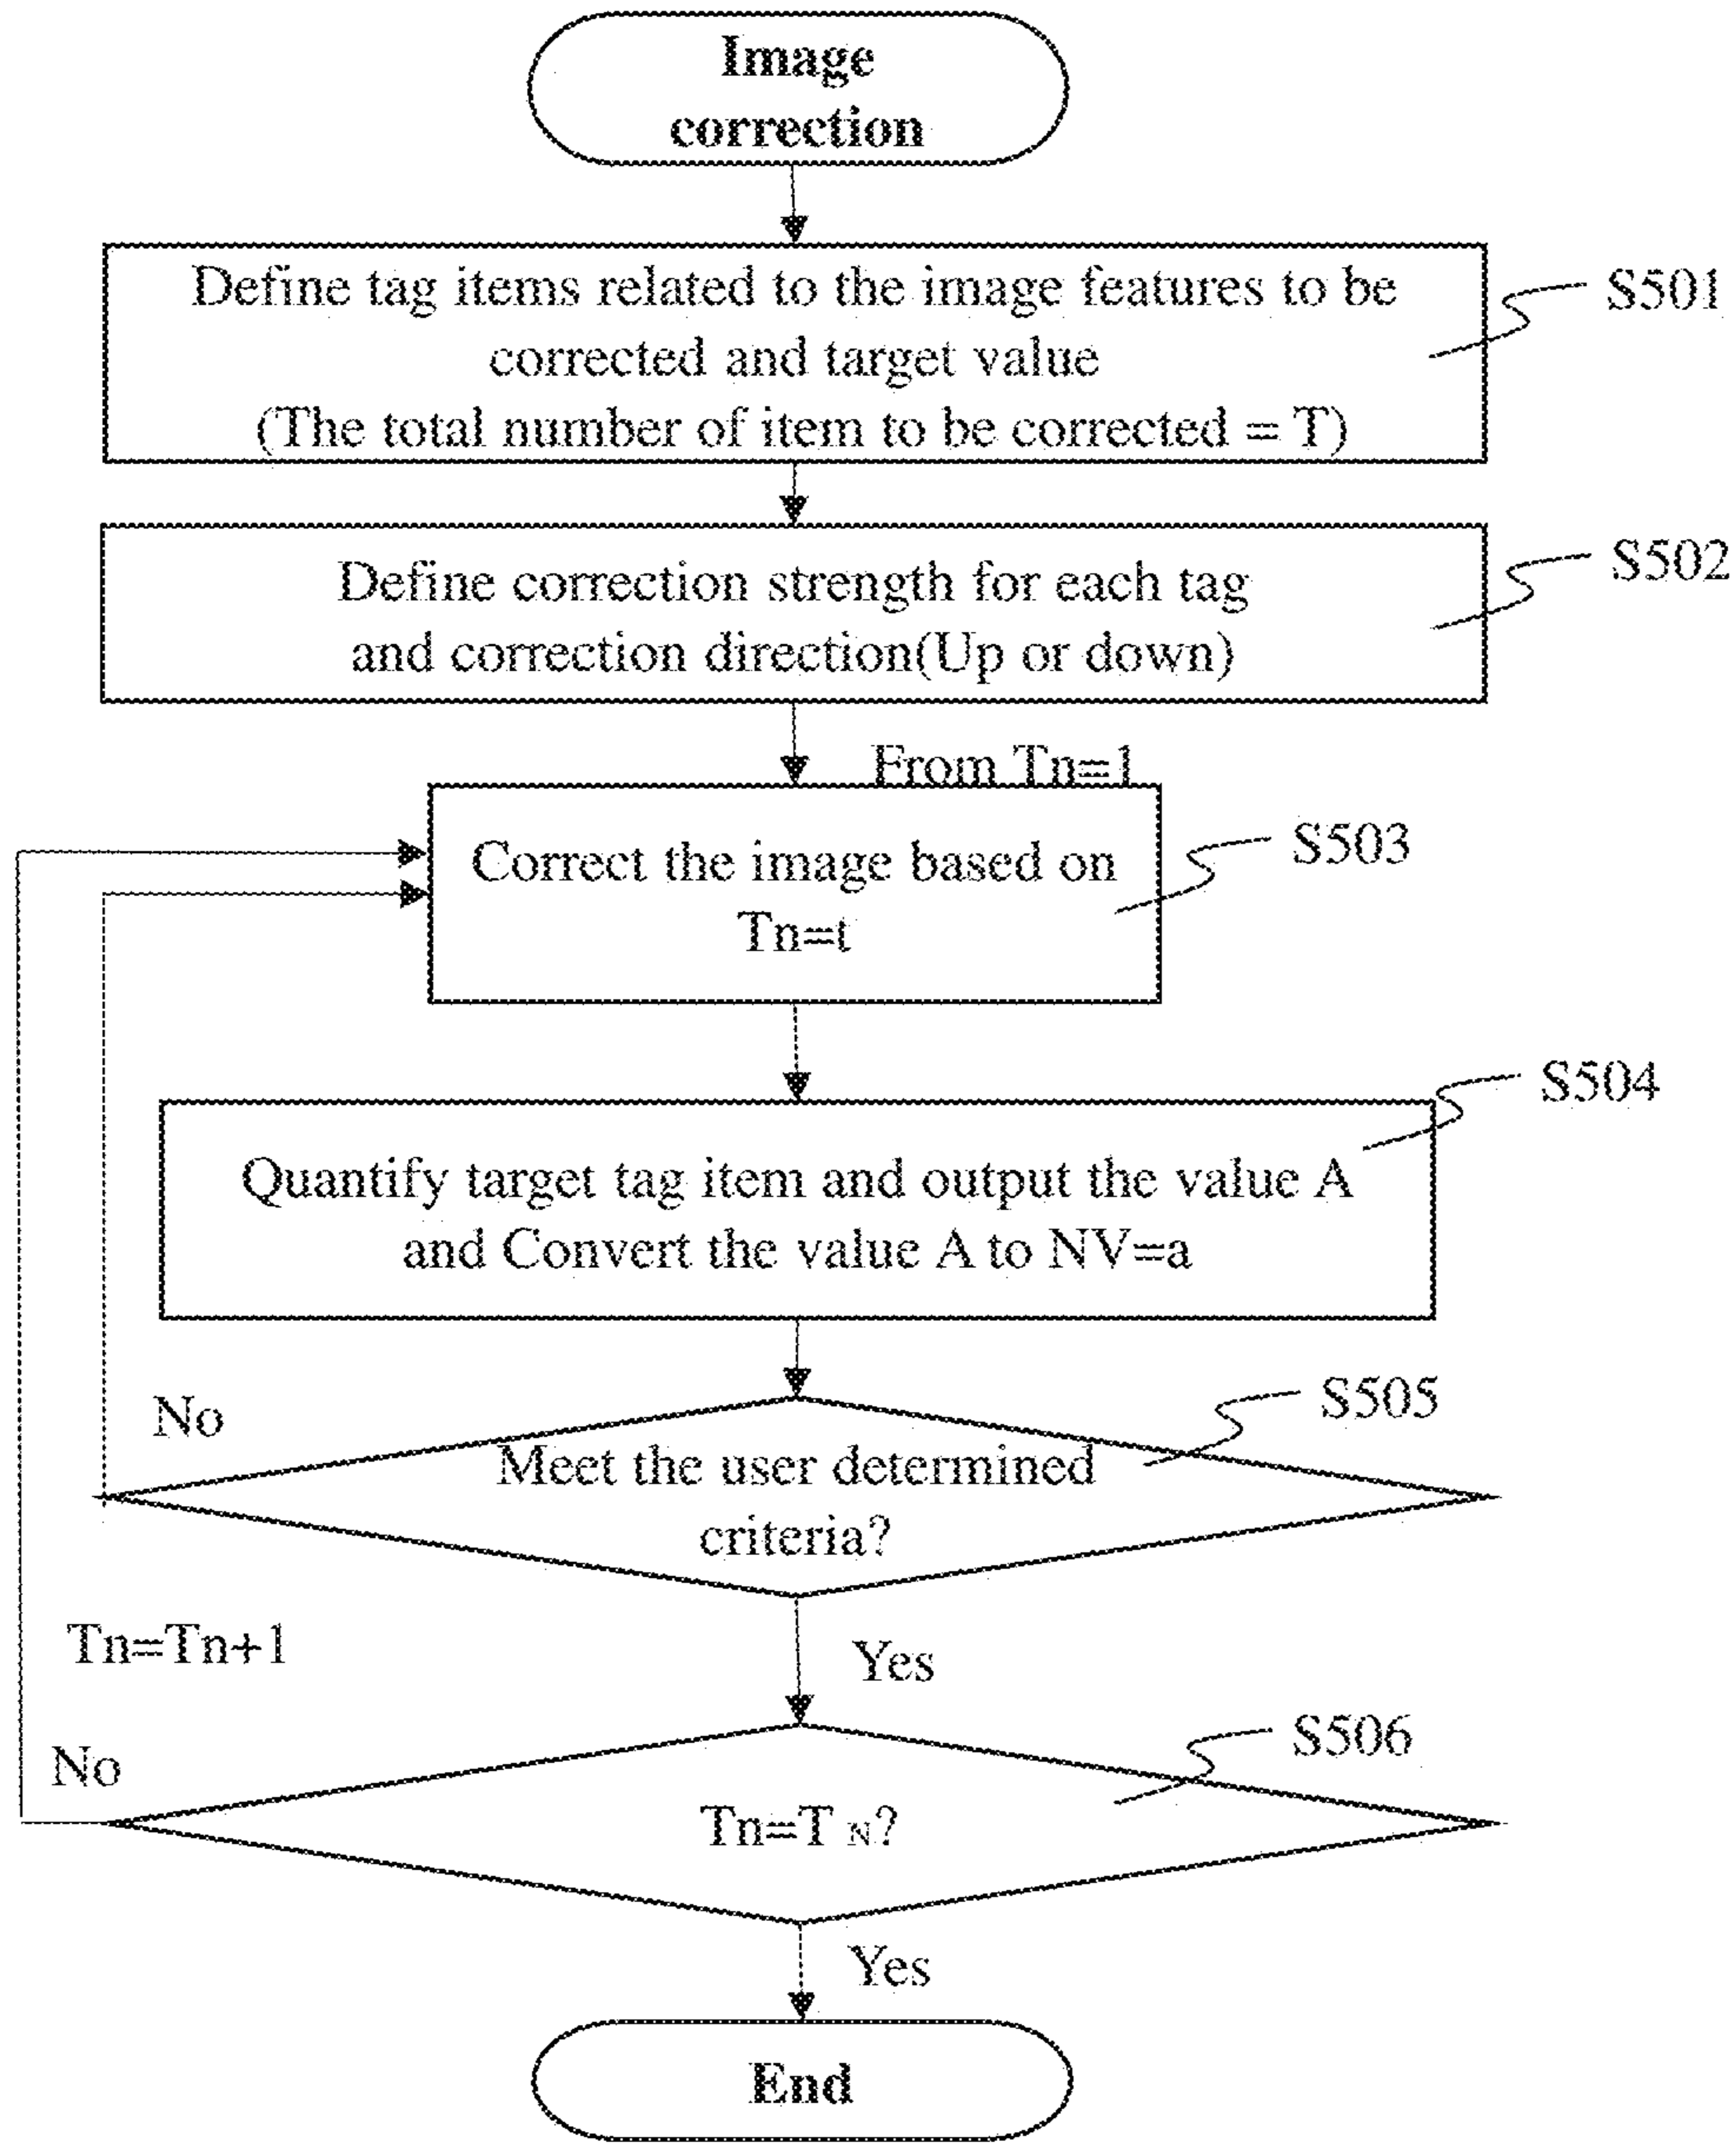 Image
correction
Define tag items related to the image features to be
corrected and target value
(The total number of item to be corrected = T)
S501
Define correction strength for each tag
and correction direction(Up or down)
S502
From Tn=1
Correct the image based on
Tn=t
S503
Quantify target tag item and output the value A
and Convert the value A to NV=a
S504
No
Meet the user determined
criteria?
S505
Tn=Tn+1
Yes
No
Tn=T N?
S506
Yes
End